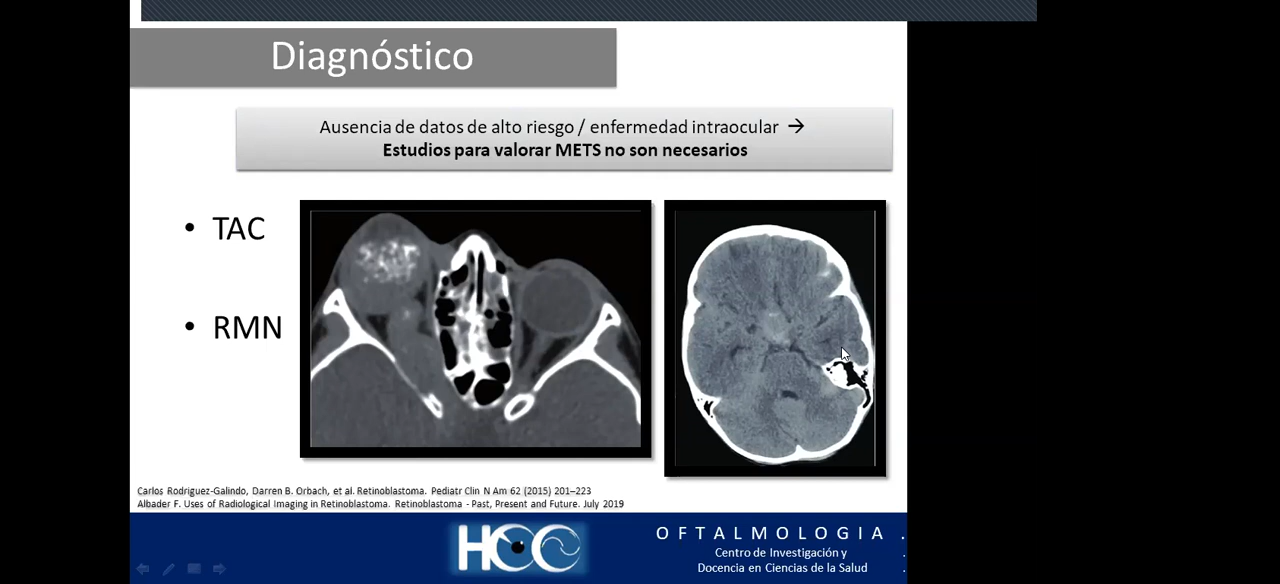 Diagnóstico
Ausencia de datos de alto riesgo / enfermedad intraocular →
Estudios para valorar METS no son necesarios
• TAC
• RMN
Carlos Rodriguez-Galindo, Darren B. Orbach, et al. Retinoblastoma. Pediatr Clin N Am 62 (2015) 201–223
Albader F. Uses of Radiological Imaging in Retinoblastoma. Retinoblastoma - Past, Present and Future. July 2019
HCC
OFTALMOLOGIA .
Centro de Investigación y .
Docencia en Ciencias de la Salud .